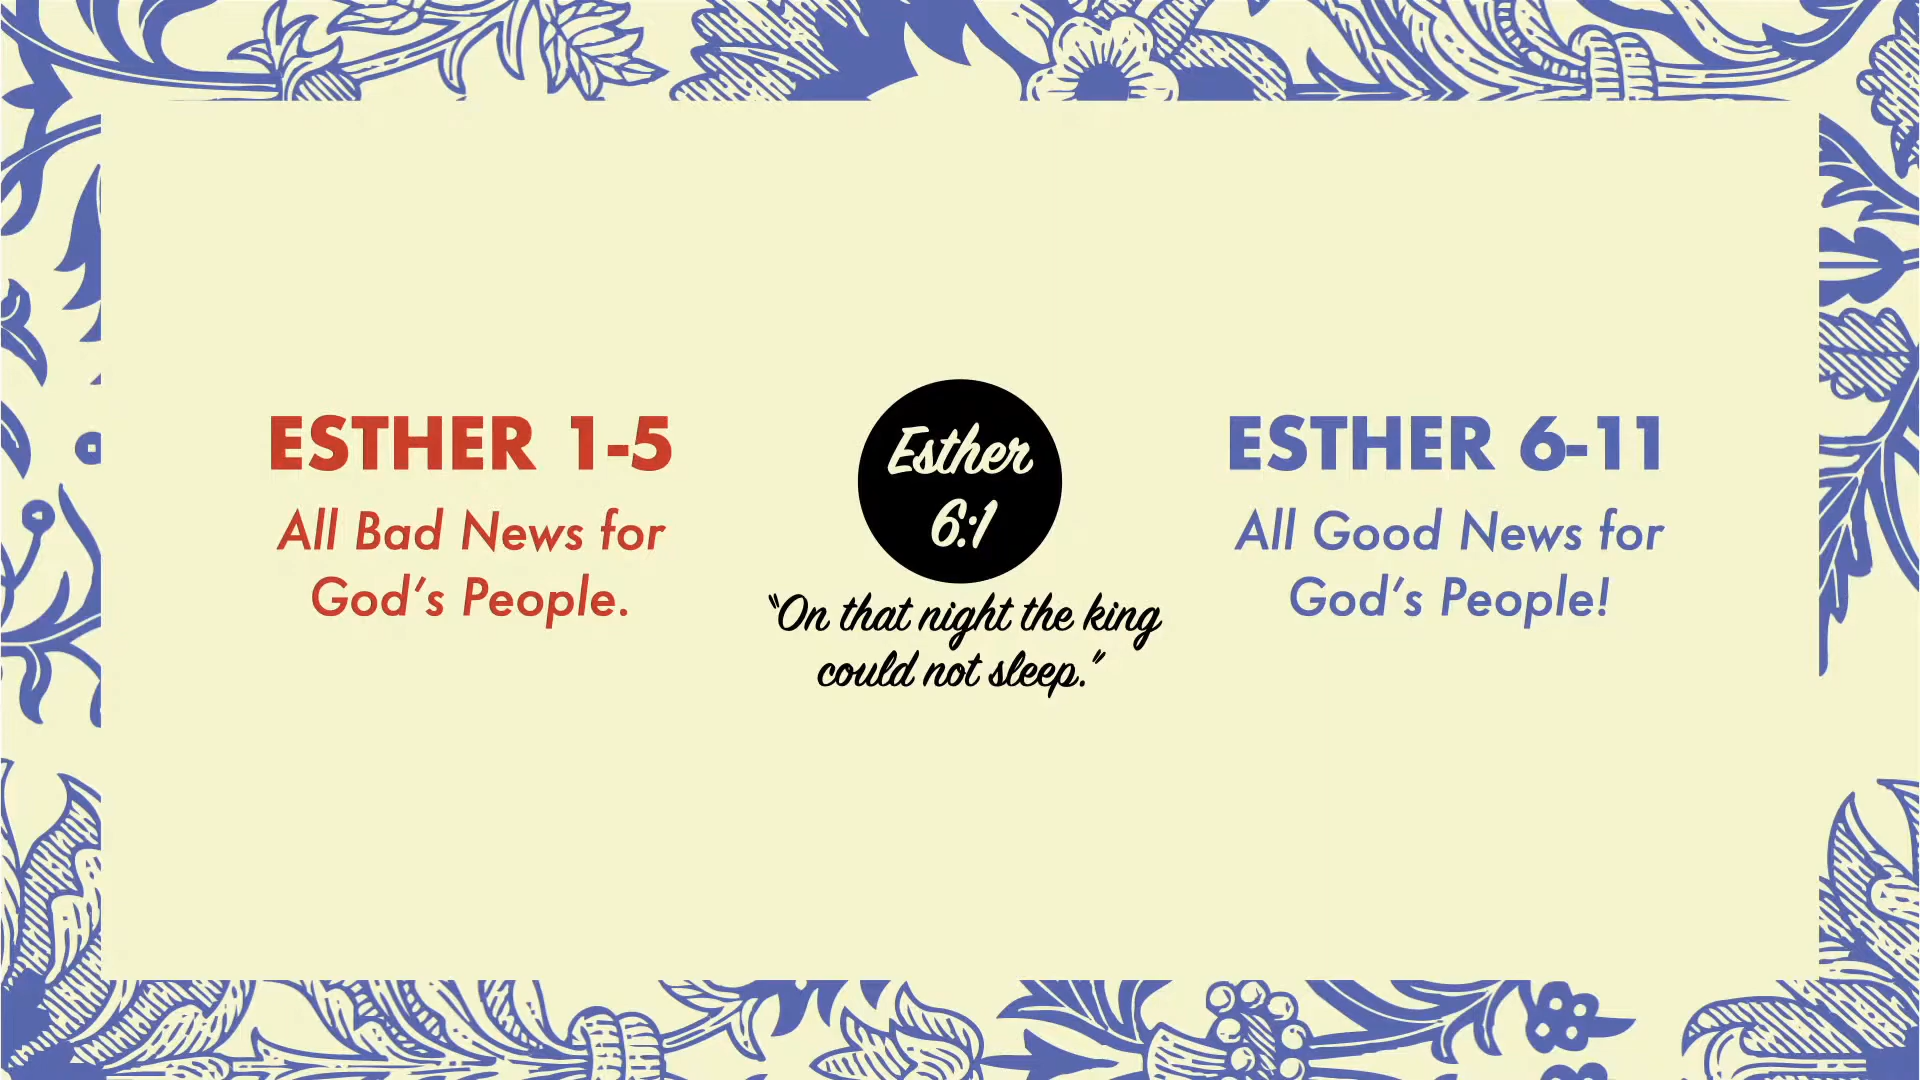 ESTHER 1-5
All Bad News for
God's People.
Esther
6:1
"On that night the king
could not sleep."
ESTHER 6-11
All Good News for
God's People!